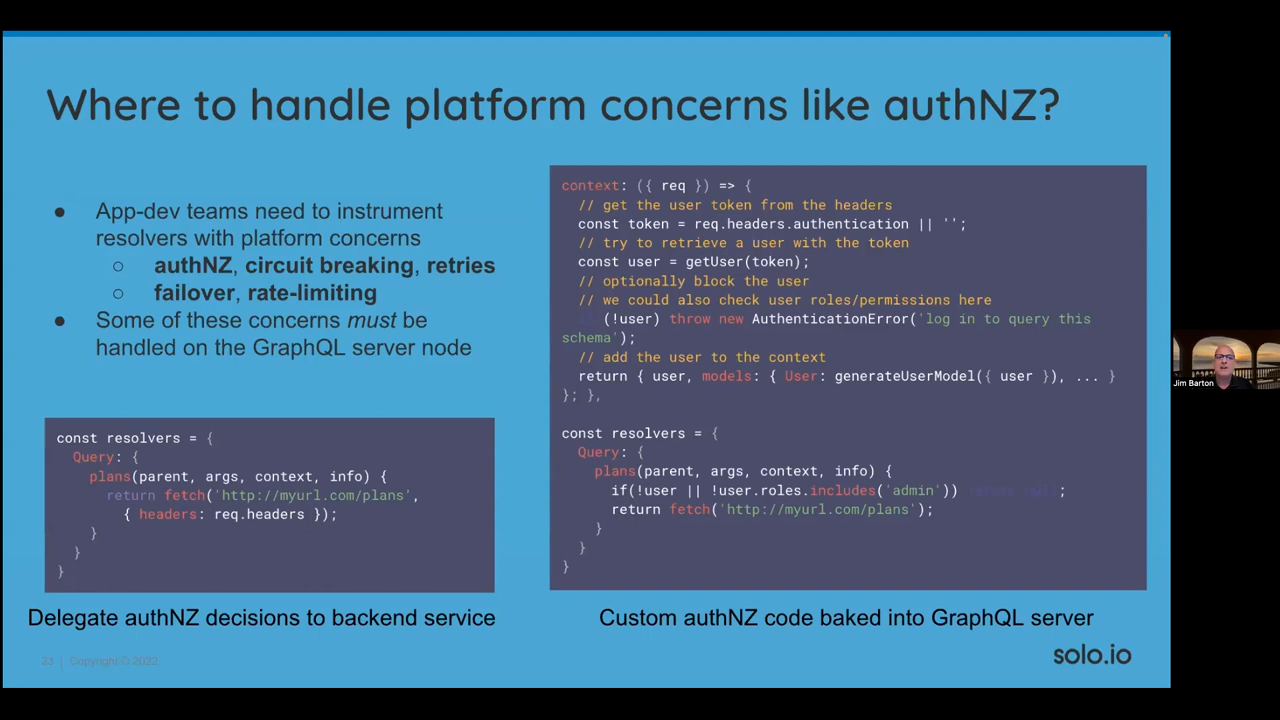 Where to handle platform concerns like authNZ?
● App-dev teams need to instrument
resolvers with platform concerns
○ authNZ, circuit breaking, retries
○ failover, rate-limiting
● Some of these concerns must be
handled on the GraphQL server node
const resolvers = {
Query: {
plans(parent, args, context, info) {
return fetch('http://myurl.com/plans',
{ headers: req.headers });
}
}
}
Delegate authNZ decisions to backend service
context: ({ req }) => {
// get the user token from the headers
const token = req.headers.authentication || '';
// try to retrieve a user with the token
const user = getUser(token);
// optionally block the user
// we could also check user roles/permissions here
(!user) throw new AuthenticationError('log in to query this
schema');
// add the user to the context
return { user, models: { User: generateUserModel({ user }), ... }
}; },
const resolvers = {
Query: {
plans(parent, args, context, info) {
if(!user || !user.roles.includes('admin')) return null;
return fetch('http://myurl.com/plans');
}
}
}
Custom authNZ code baked into GraphQL server
23 | Copyright © 2022
solo.io
Jim Barton